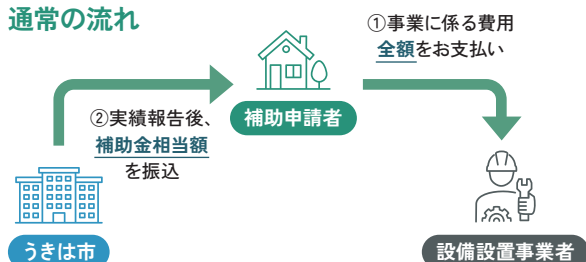 通常の流れ
①事業に係る費用
全額をお支払い
②実績報告後、
補助金相当額
を振込
補助申請者
うきは市
設備設置事業者